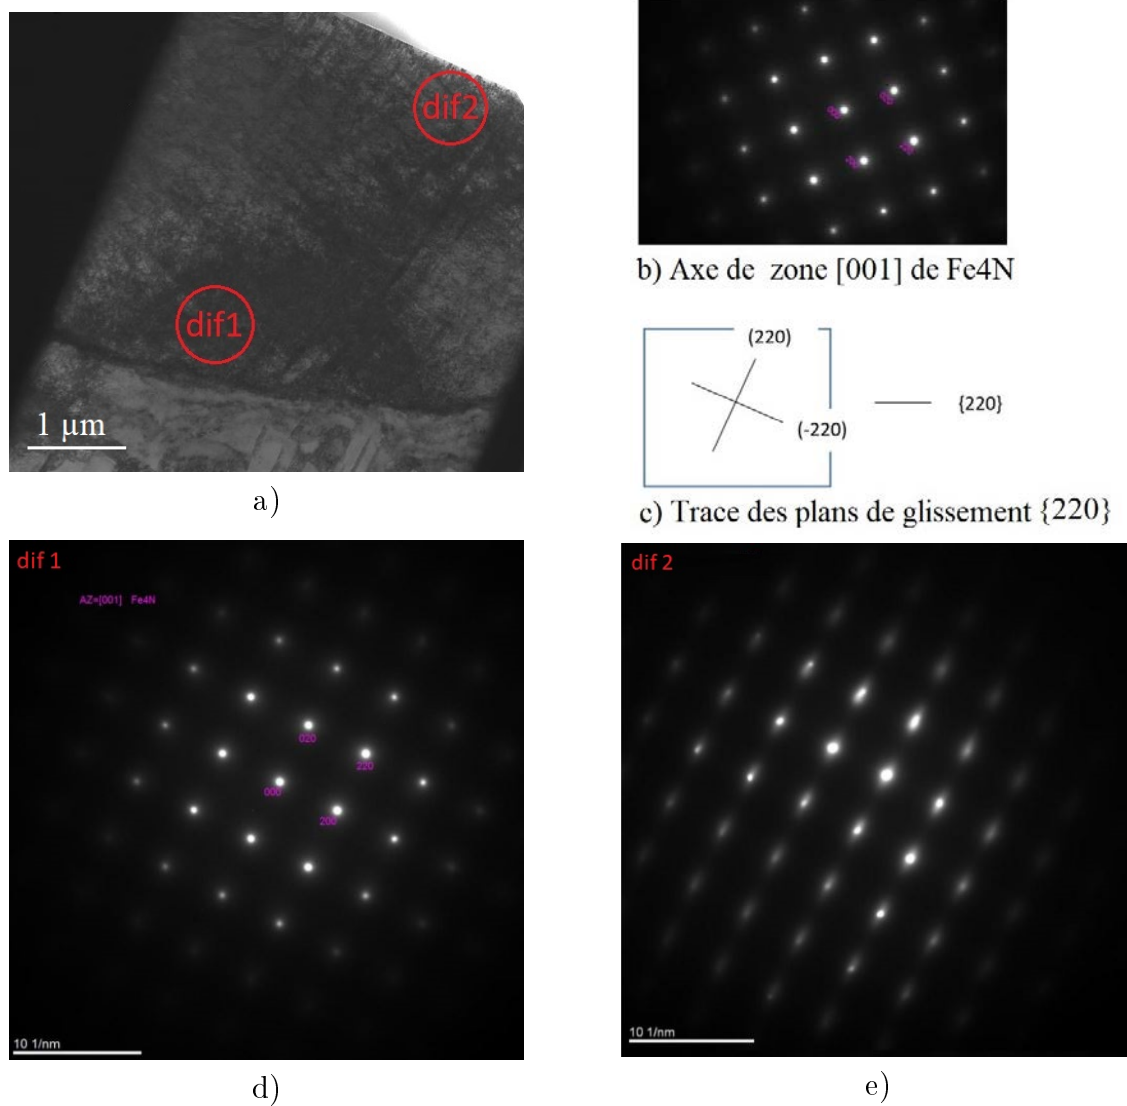 dif2
dif1
1 µm
a)
b) Axe de zone [001] de Fe4N
(220)
{220}
(-220)
c) Trace des plans de glissement {220}
dif 1
AZ=[001] Fe4N
020
220
000
200
10 1/nm
d)
dif 2
10 1/nm
e)